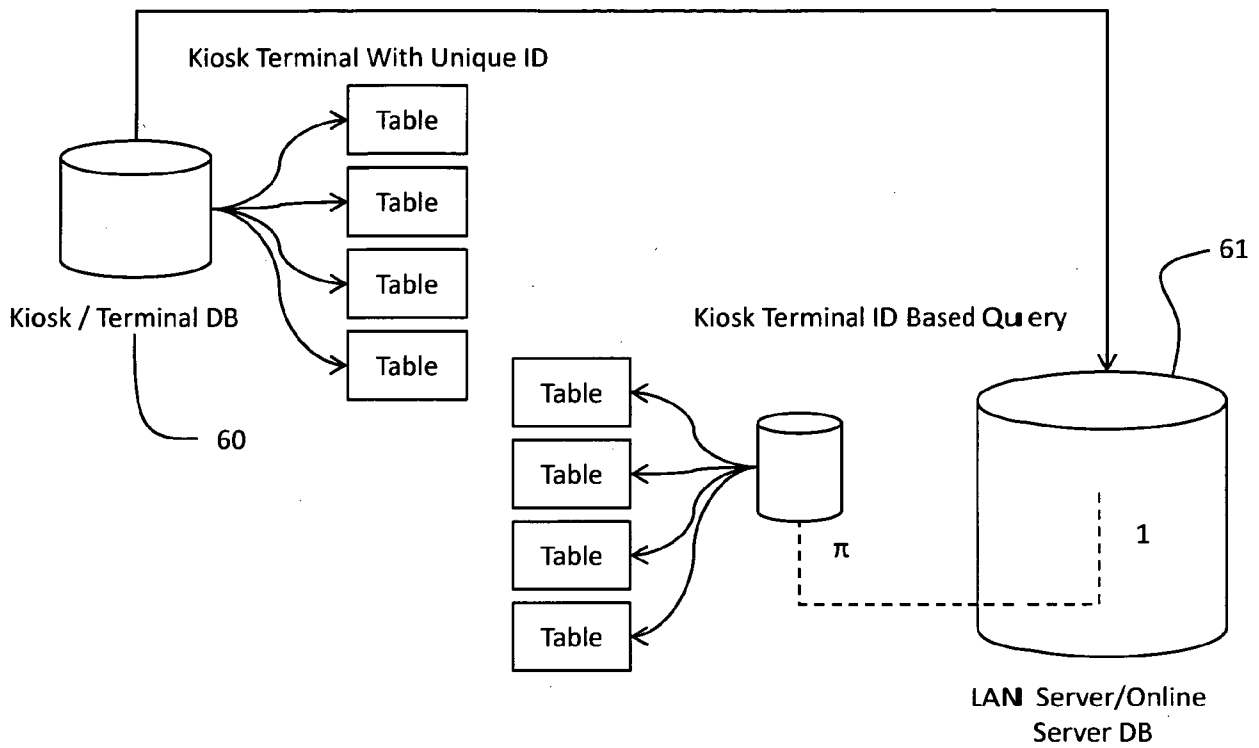 Kiosk Terminal With Unique ID
Table
Table
Table
Table
Kiosk / Terminal DB
60
61
Kiosk Terminal ID Based Query
Table
Table
Table
Table
π
1
LAN Server/Online
Server DB